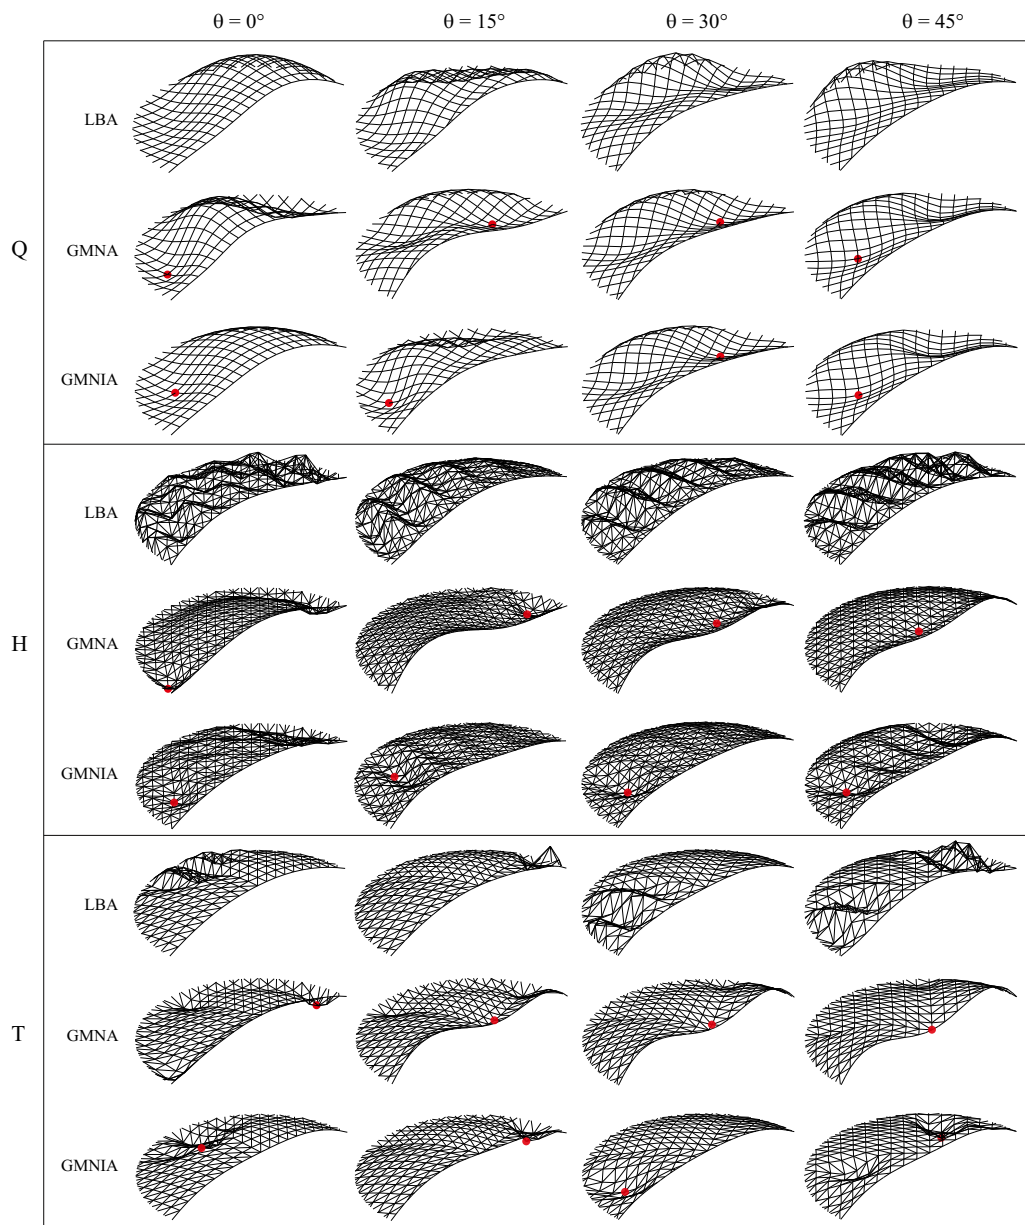 θ = 0° θ = 15° θ = 30° θ = 45°
LBA
Q GMNA
GMNIA
LBA
H GMNA
GMNIA
LBA
T GMNA
GMNIA